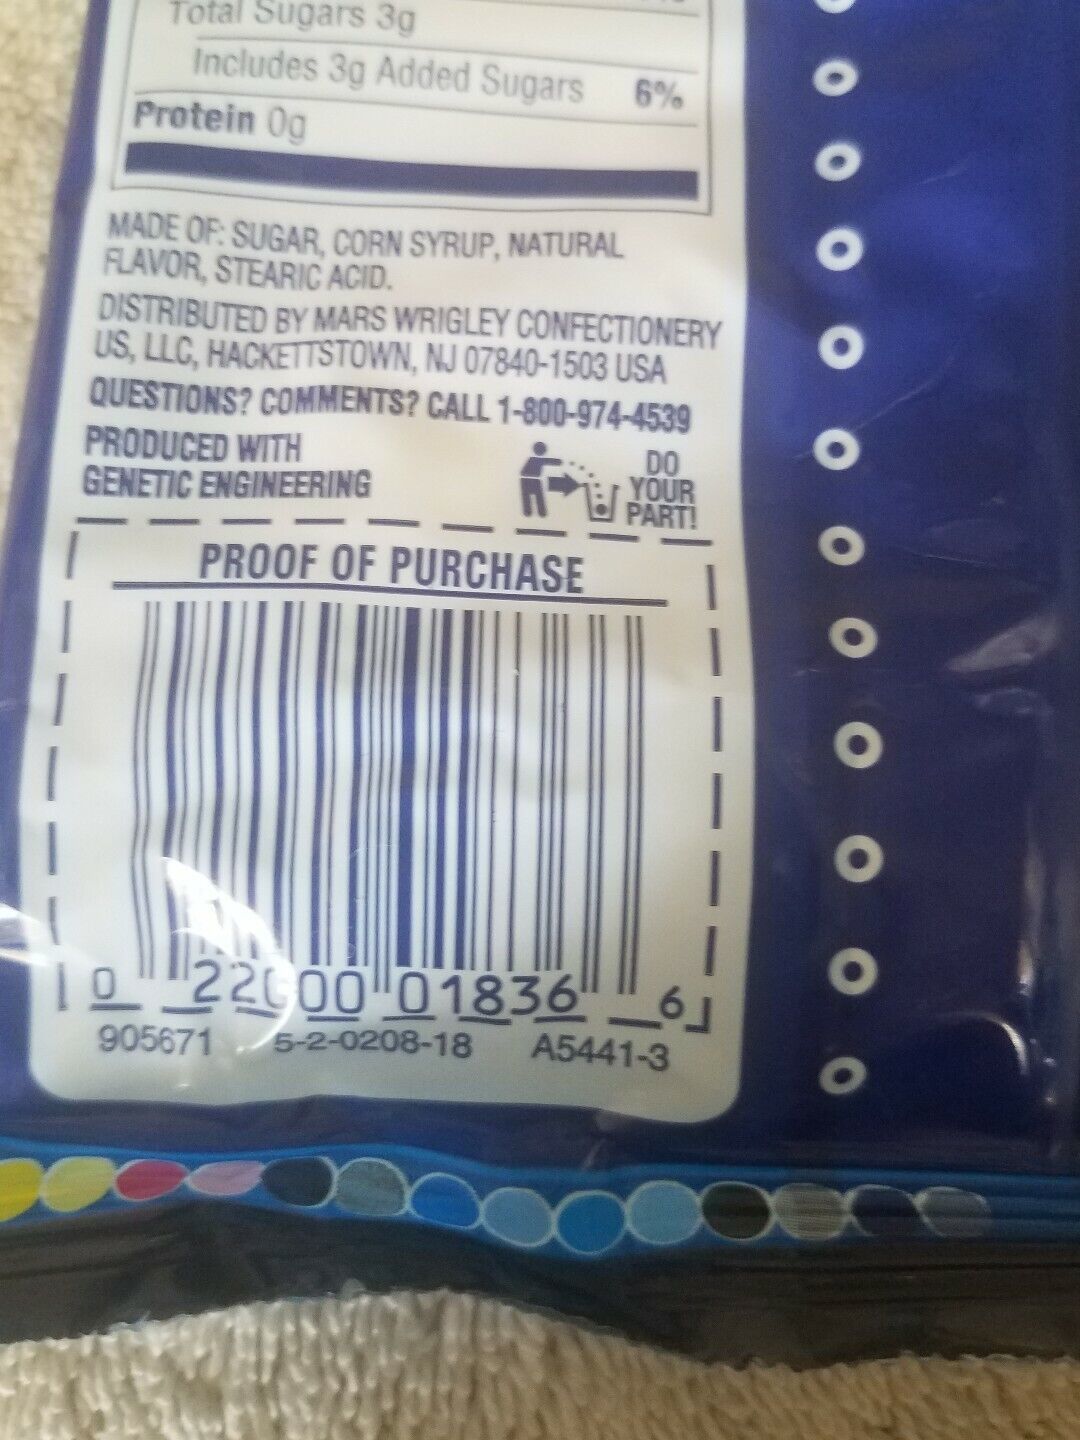 Total Sugars 3g
Includes 3g Added Sugars 6%
Protein 0g
MADE OF: SUGAR, CORN SYRUP, NATURAL
FLAVOR, STEARIC ACID.
DISTRIBUTED BY MARS WRIGLEY CONFECTIONERY
US, LLC, HACKETTSTOWN, NJ 07840-1503 USA
QUESTIONS? COMMENTS? CALL 1-800-974-4539
PRODUCED WITH
GENETIC ENGINEERING
DO
YOUR
PART!
PROOF OF PURCHASE
0 22000 01836 6
905671 5-2-0208-18 A5441-3